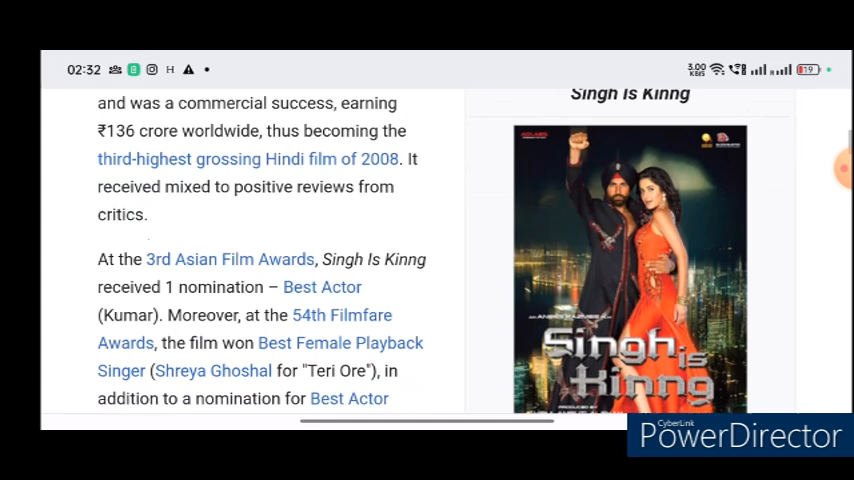 02:32
H
3.00
KB/S
19
and was a commercial success, earning
₹136 crore worldwide, thus becoming the
third-highest grossing Hindi film of 2008. It
received mixed to positive reviews from
critics.
At the 3rd Asian Film Awards, Singh Is Kinng
received 1 nomination – Best Actor
(Kumar). Moreover, at the 54th Filmfare
Awards, the film won Best Female Playback
Singer (Shreya Ghoshal for "Teri Ore"), in
addition to a nomination for Best Actor
Singh Is Kinng
Singh is
Kinng
CyberLink
PowerDirector